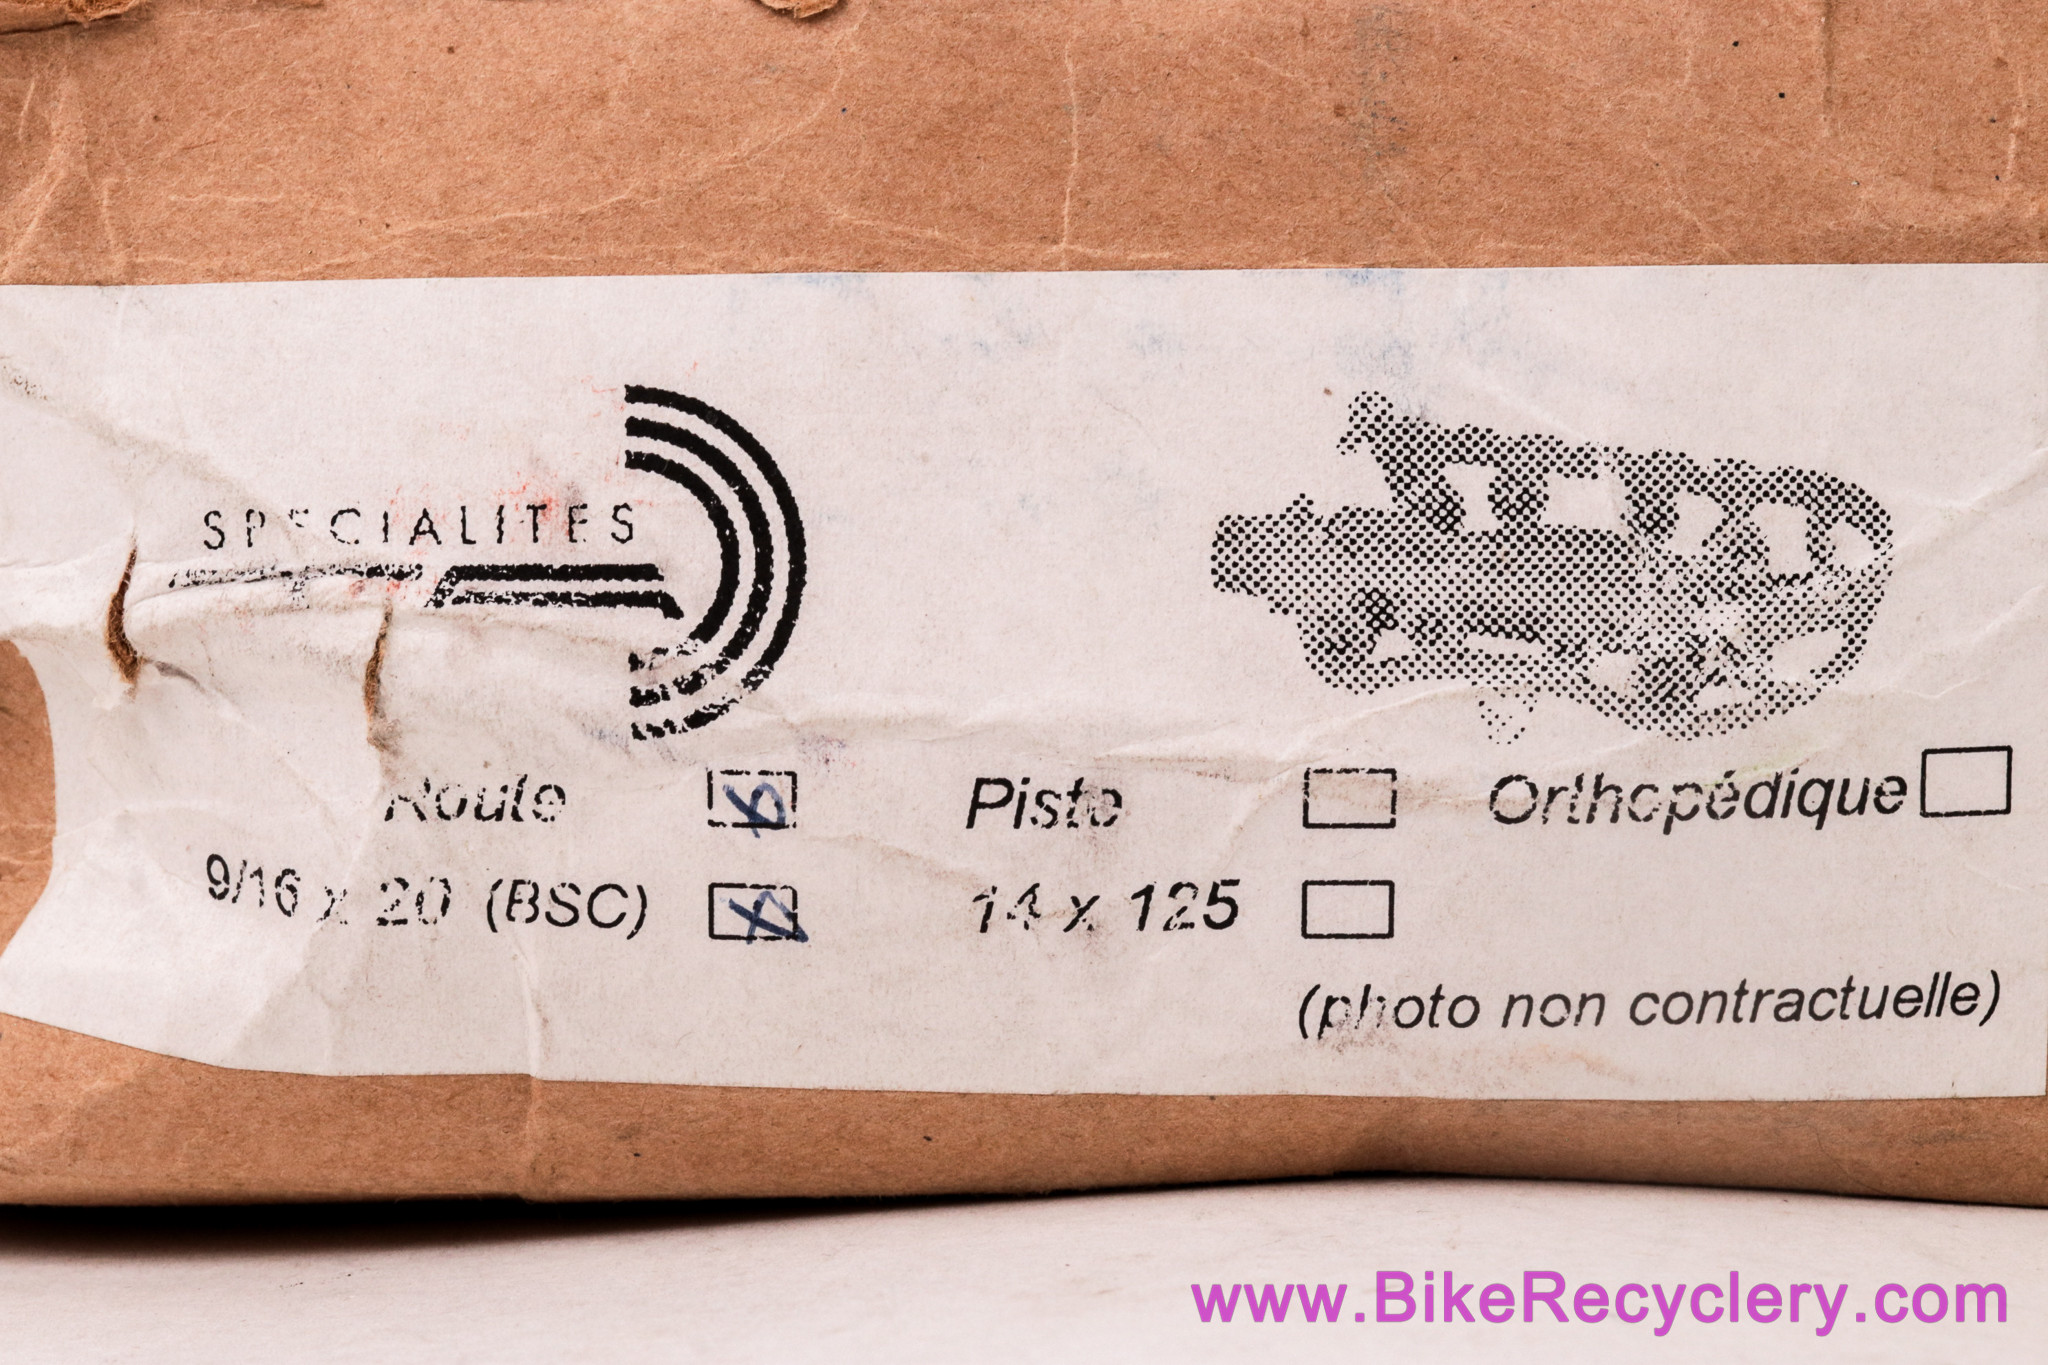 SPECIALITES
Route Piste Orthopédique
9/16 x 20 (BSC) 14 x 125
(photo non contractuelle)
www.BikeRecyclery.com